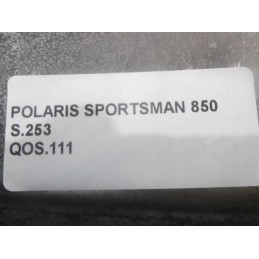 POLARIS SPORTSMAN 850
S.253
QOS.111